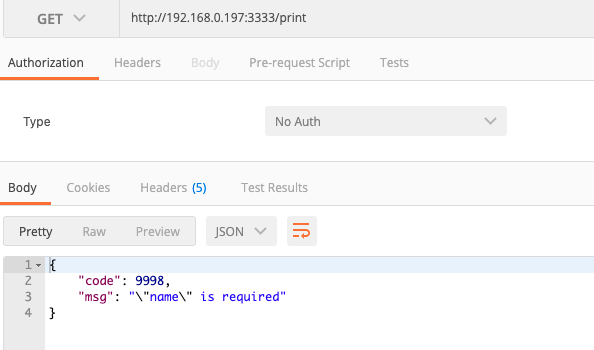 GET http://192.168.0.197:3333/print
Authorization Headers Body Pre-request Script Tests
Type No Auth
Body Cookies Headers (5) Test Results
Pretty Raw Preview JSON
1 {
2 "code": 9998,
3 "msg": "\"name\" is required"
4 }